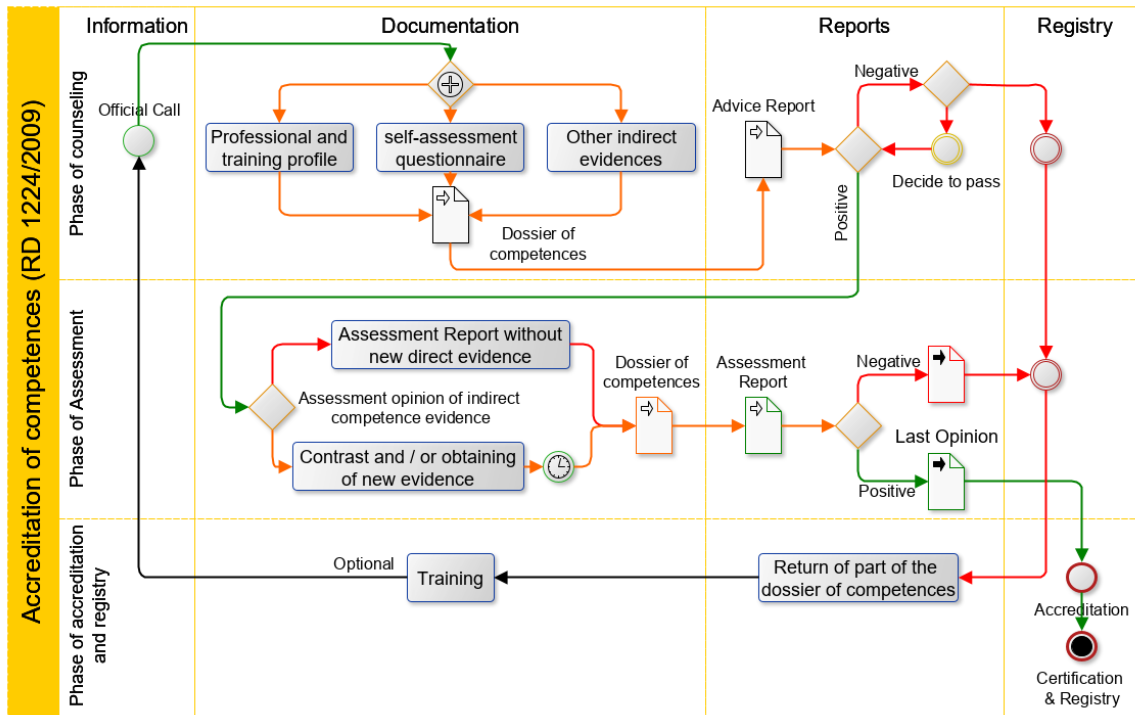 Accreditation of competences (RD 1224/2009)
Information
Documentation
Reports
Registry
Phase of counseling
Official Call
Professional and
training profile
self-assessment
questionnaire
Other indirect
evidences
Dossier of
competences
Advice Report
Negative
Decide to pass
Positive
Phase of Assessment
Assessment Report without
new direct evidence
Assessment opinion of indirect
competence evidence
Contrast and / or obtaining
of new evidence
Dossier of
competences
Assessment
Report
Negative
Last Opinion
Positive
Phase of accreditation
and registry
Optional
Training
Return of part of the
dossier of competences
Accreditation
Certification
& Registry